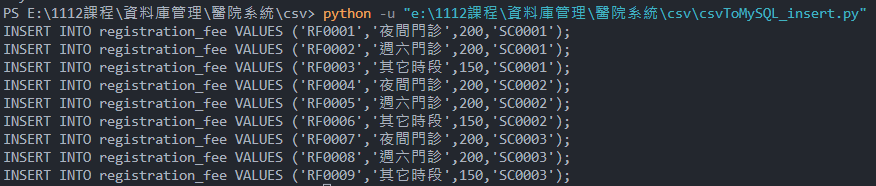 PS E:\1112課程\資料庫管理\醫院系統\csv> python -u "e:\1112課程\資料庫管理\醫院系統\csv\csvToMySQL_insert.py"
INSERT INTO registration_fee VALUES ('RF0001','夜間門診',200,'SC0001');
INSERT INTO registration_fee VALUES ('RF0002','週六門診',200,'SC0001');
INSERT INTO registration_fee VALUES ('RF0003','其它時段',150,'SC0001');
INSERT INTO registration_fee VALUES ('RF0004','夜間門診',200,'SC0002');
INSERT INTO registration_fee VALUES ('RF0005','週六門診',200,'SC0002');
INSERT INTO registration_fee VALUES ('RF0006','其它時段',150,'SC0002');
INSERT INTO registration_fee VALUES ('RF0007','夜間門診',200,'SC0003');
INSERT INTO registration_fee VALUES ('RF0008','週六門診',200,'SC0003');
INSERT INTO registration_fee VALUES ('RF0009','其它時段',150,'SC0003');